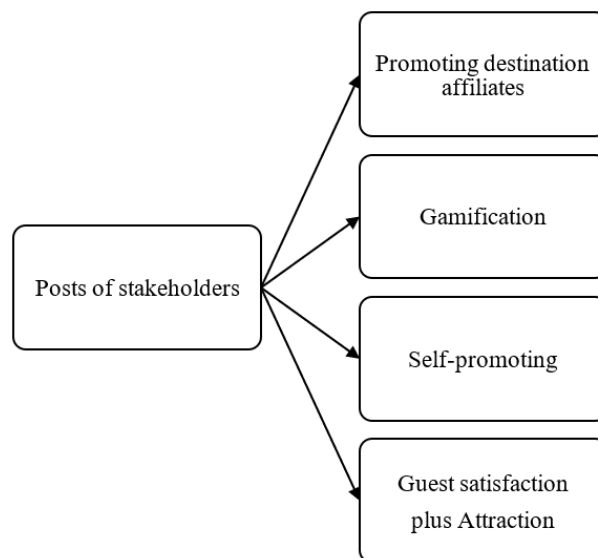 Promoting destination
affiliates
Gamification
Posts of stakeholders
Self-promoting
Guest satisfaction
plus Attraction